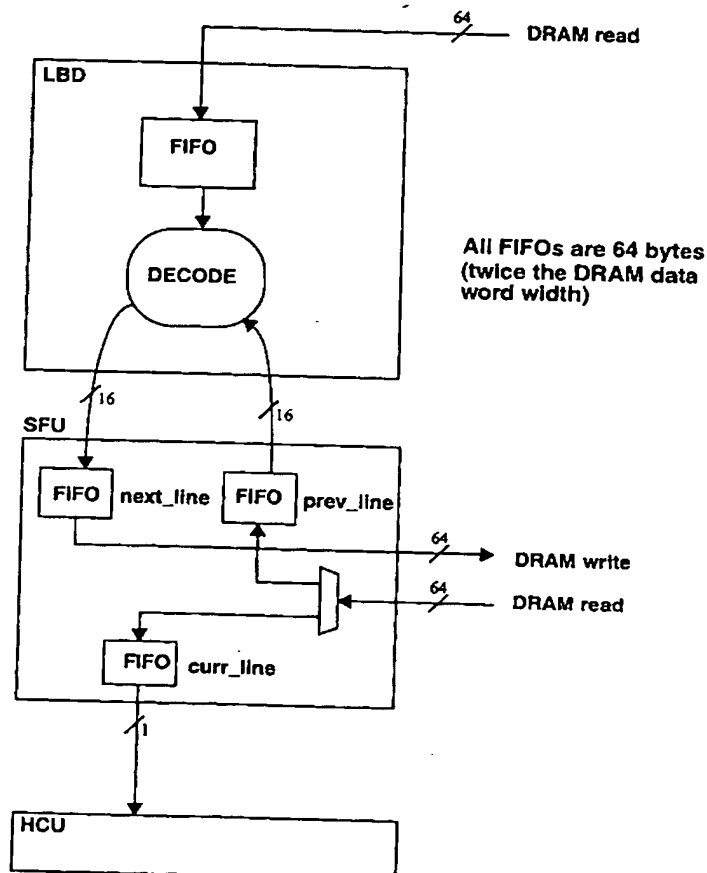 64
DRAM read
LBD
FIFO
DECODE
All FIFOs are 64 bytes
(twice the DRAM data
word width)
16
16
SFU
FIFO
next_line
FIFO
prev_line
64
DRAM write
64
DRAM read
FIFO
curr_line
1
HCU